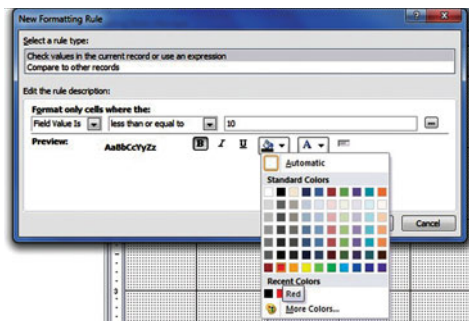 New Formatting Rule
Select a rule type:
Check values in the current record or use an expression
Compare to other records
Edit the rule description:
Format only cells where the:
Field Value Is less than or equal to 10
Preview: AaBbCcYyZz B I U A
Automatic
Standard Colors
Recent Colors
Red
More Colors...
Cancel